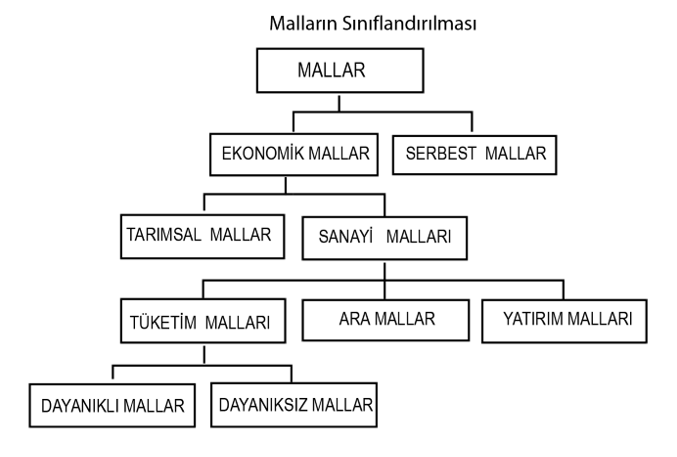 Malların Sınıflandırılması
MALLAR
EKONOMİK MALLAR
SERBEST MALLAR
TARIMSAL MALLAR
SANAYİ MALLARI
TÜKETİM MALLARI
ARA MALLAR
YATIRIM MALLARI
DAYANIKLI MALLAR
DAYANIKSIZ MALLAR